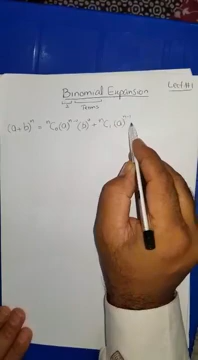 Binomial Expansion
Lect #1
2 Terms
(a+b)ⁿ = ⁿC₀(a)ⁿ⁻⁰(b)⁰ + ⁿC₁(a)ⁿ⁻¹